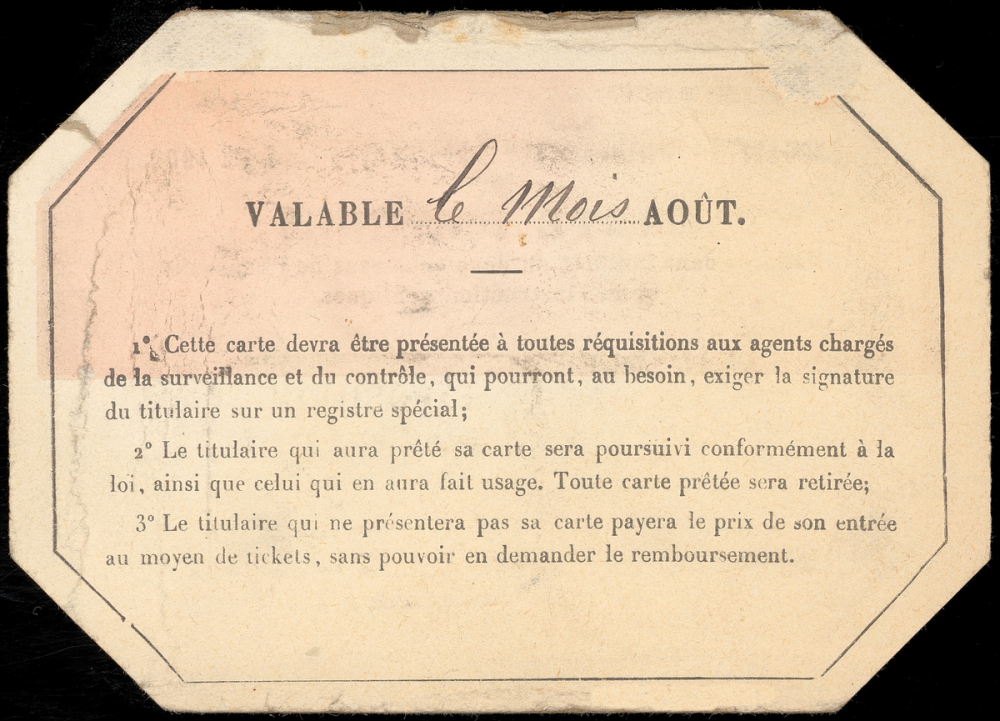 VALABLE le Mois AOÛT.
1° Cette carte devra être présentée à toutes réquisitions aux agents chargés
de la surveillance et du contrôle, qui pourront, au besoin, exiger la signature
du titulaire sur un registre spécial;
2° Le titulaire qui aura prêté sa carte sera poursuivi conformément à la
loi, ainsi que celui qui en aura fait usage. Toute carte prêtée sera retirée;
3° Le titulaire qui ne présentera pas sa carte payera le prix de son entrée
au moyen de tickets, sans pouvoir en demander le remboursement.